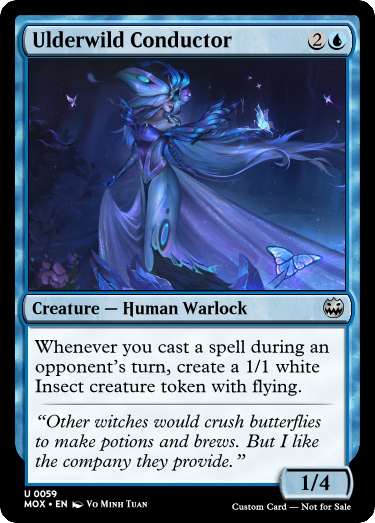 Ulderwild Conductor 2
Creature — Human Warlock
Whenever you cast a spell during an
opponent's turn, create a 1/1 white
Insect creature token with flying.
“Other witches would crush butterflies
to make potions and brews. But I like
the company they provide.”
1/4
U 0059
MOX • EN Vo Minh Tuan
Custom Card — Not for Sale